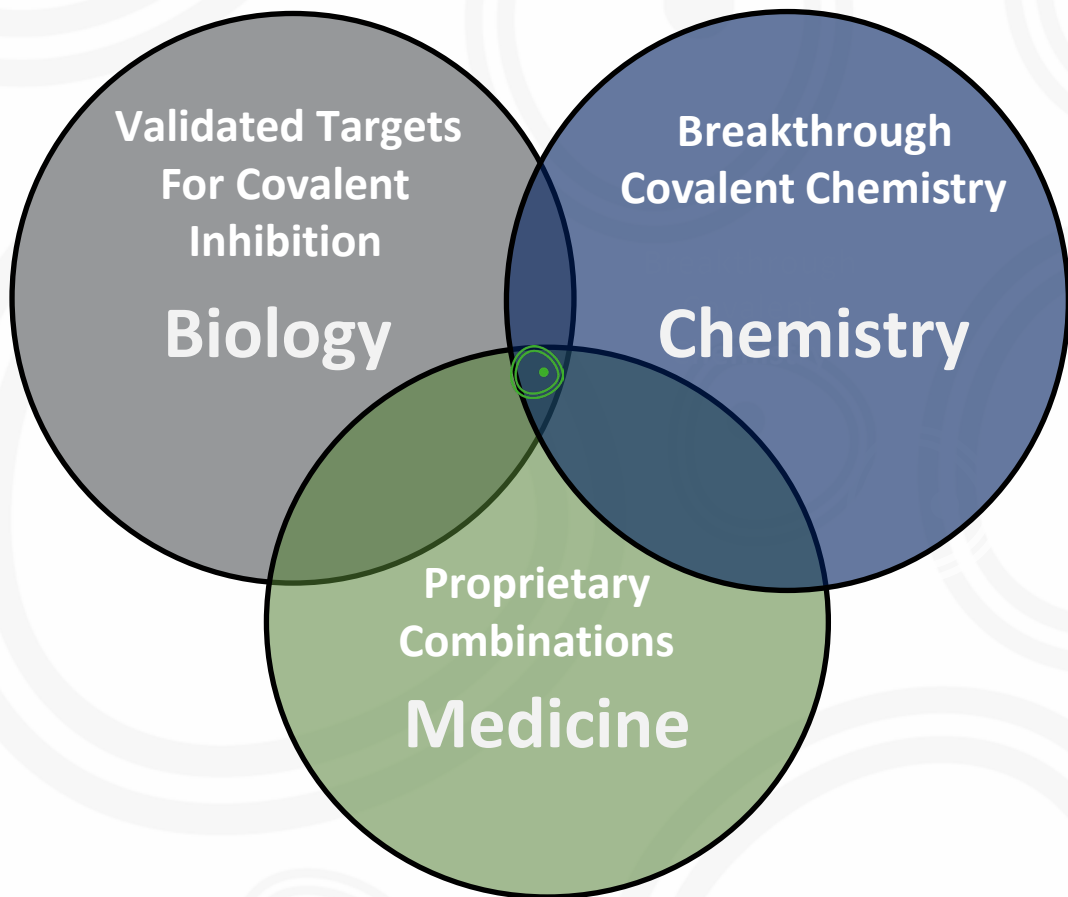 Validated Targets
For Covalent
Inhibition
Biology
Breakthrough
Covalent Chemistry
Chemistry
Proprietary
Combinations
Medicine